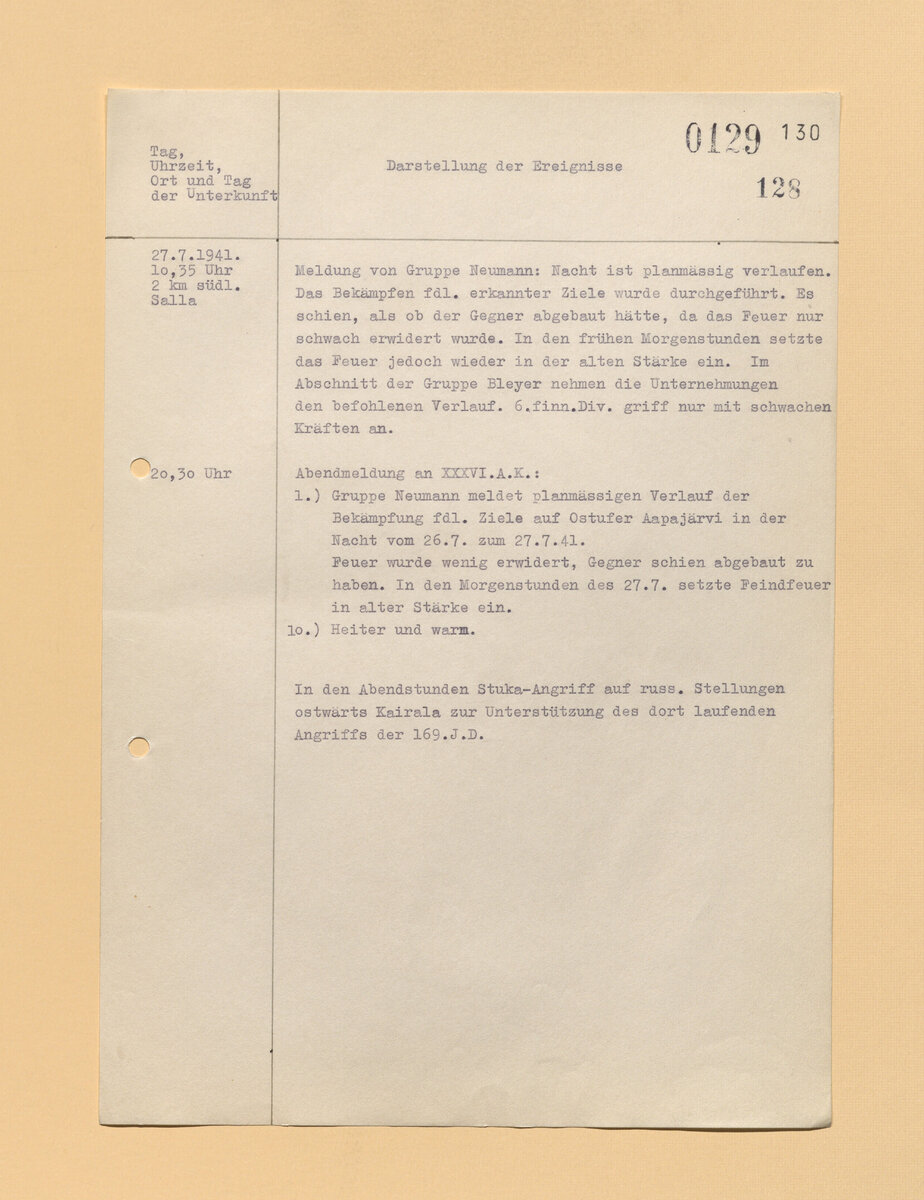 0129 130
128
Tag,
Uhrzeit,
Ort und Tag
der Unterkunft
Darstellung der Ereignisse
27.7.1941.
1o,35 Uhr
2 km südl.
Salla
Meldung von Gruppe Neumann: Nacht ist planmässig verlaufen.
Das Bekämpfen fdl. erkannter Ziele wurde durchgeführt. Es
schien, als ob der Gegner abgebaut hätte, da das Feuer nur
schwach erwidert wurde. In den frühen Morgenstunden setzte
das Feuer jedoch wieder in der alten Stärke ein. Im
Abschnitt der Gruppe Bleyer nehmen die Unternehmungen
den befohlenen Verlauf. 6.finn.Div. griff nur mit schwachen
Kräften an.
2o,3o Uhr
Abendmeldung an XXXVI.A.K.:
1.) Gruppe Neumann meldet planmässigen Verlauf der
Bekämpfung fdl. Ziele auf Ostufer Aapajärvi in der
Nacht vom 26.7. zum 27.7.41.
Feuer wurde wenig erwidert, Gegner schien abgebaut zu
haben. In den Morgenstunden des 27.7. setzte Feindfeuer
in alter Stärke ein.
1o.) Heiter und warm.
In den Abendstunden Stuka-Angriff auf russ. Stellungen
ostwärts Kairala zur Unterstützung des dort laufenden
Angriffs der 169.J.D.